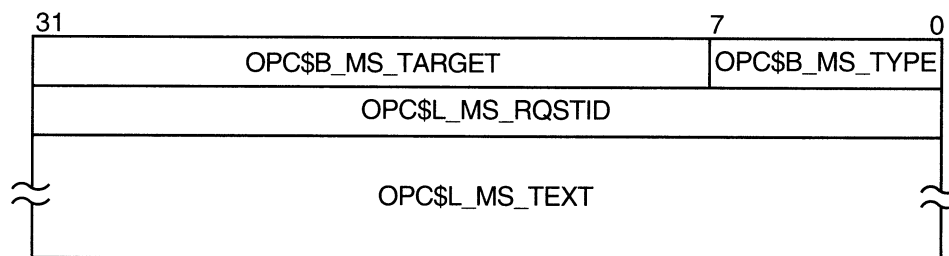 31 7 0
OPC$B_MS_TARGET OPC$B_MS_TYPE
OPC$L_MS_RQSTID
OPC$L_MS_TEXT